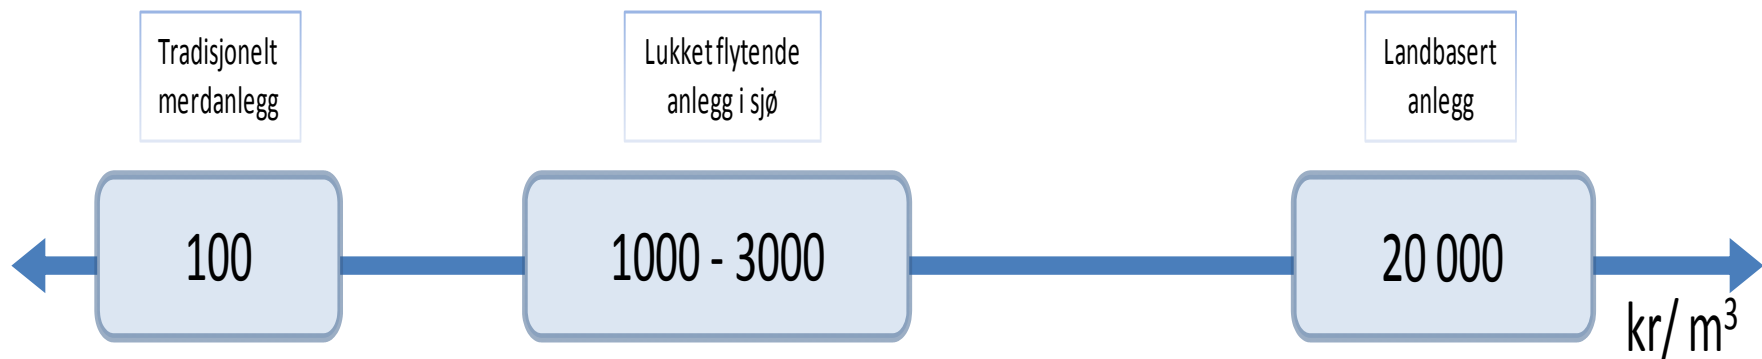 Tradisjonelt
merdanlegg
Lukket flytende
anlegg i sjø
Landbasert
anlegg
100
1000 - 3000
20 000
kr/ m³